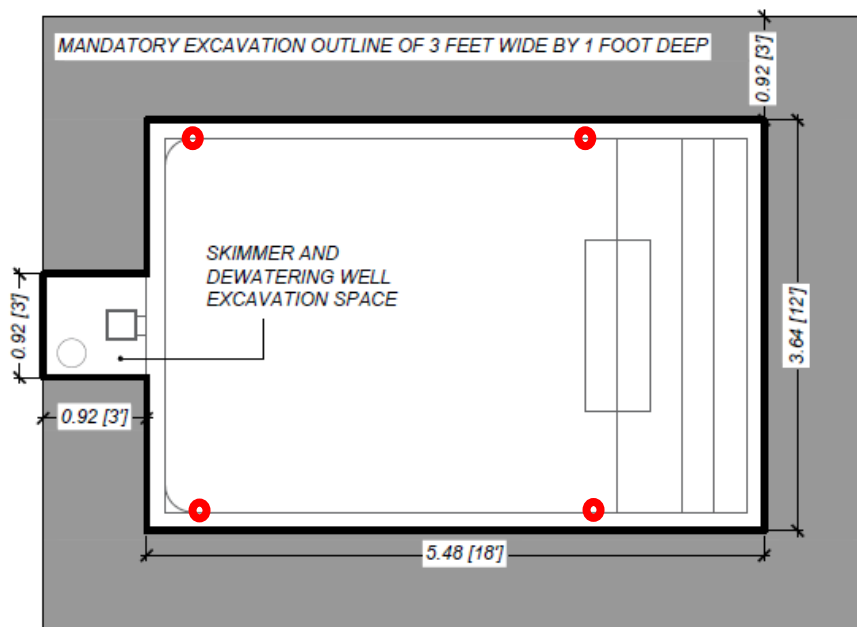 MANDATORY EXCAVATION OUTLINE OF 3 FEET WIDE BY 1 FOOT DEEP
0.92 [3']
SKIMMER AND
DEWATERING WELL
EXCAVATION SPACE
0.92 [3']
3.64 [12']
0.92 [3']
5.48 [18']